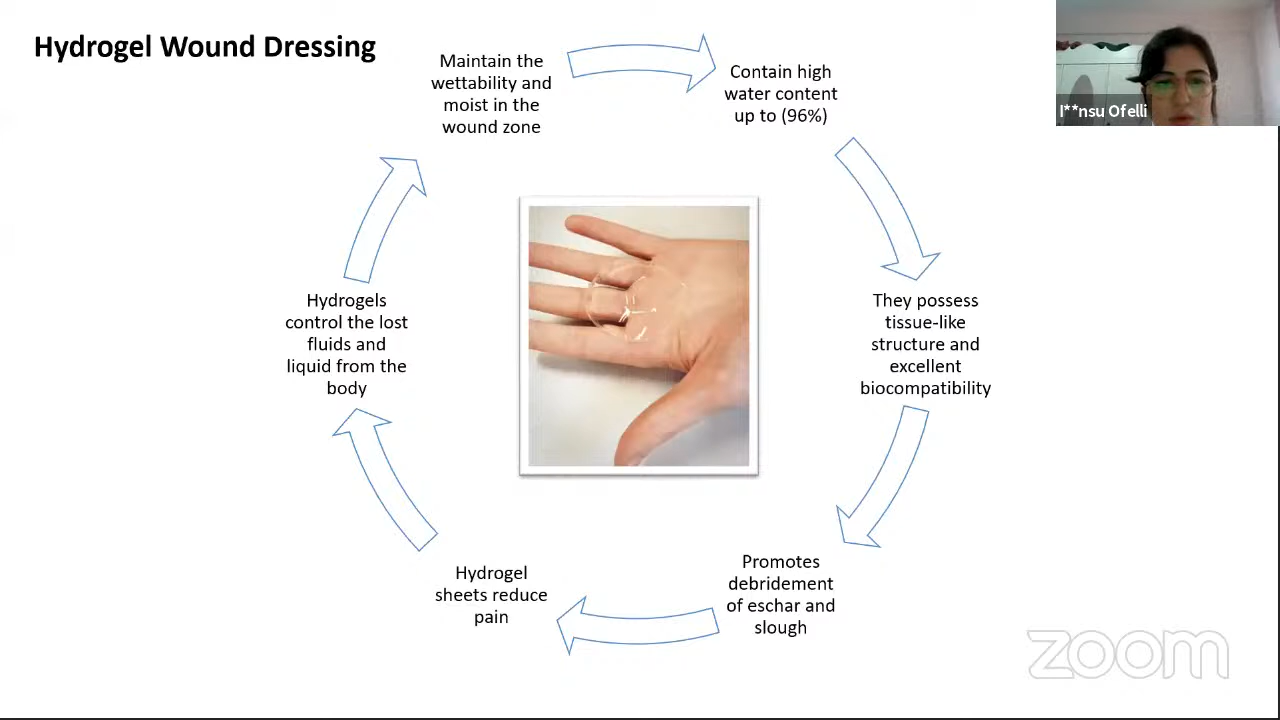 Hydrogel Wound Dressing
Maintain the
wettability and
moist in the
wound zone
Contain high
water content
up to (96%)
They possess
tissue-like
structure and
excellent
biocompatibility
Promotes
debridement
of eschar and
slough
Hydrogel
sheets reduce
pain
Hydrogels
control the lost
fluids and
liquid from the
body
I**nsu Ofelli
zoom